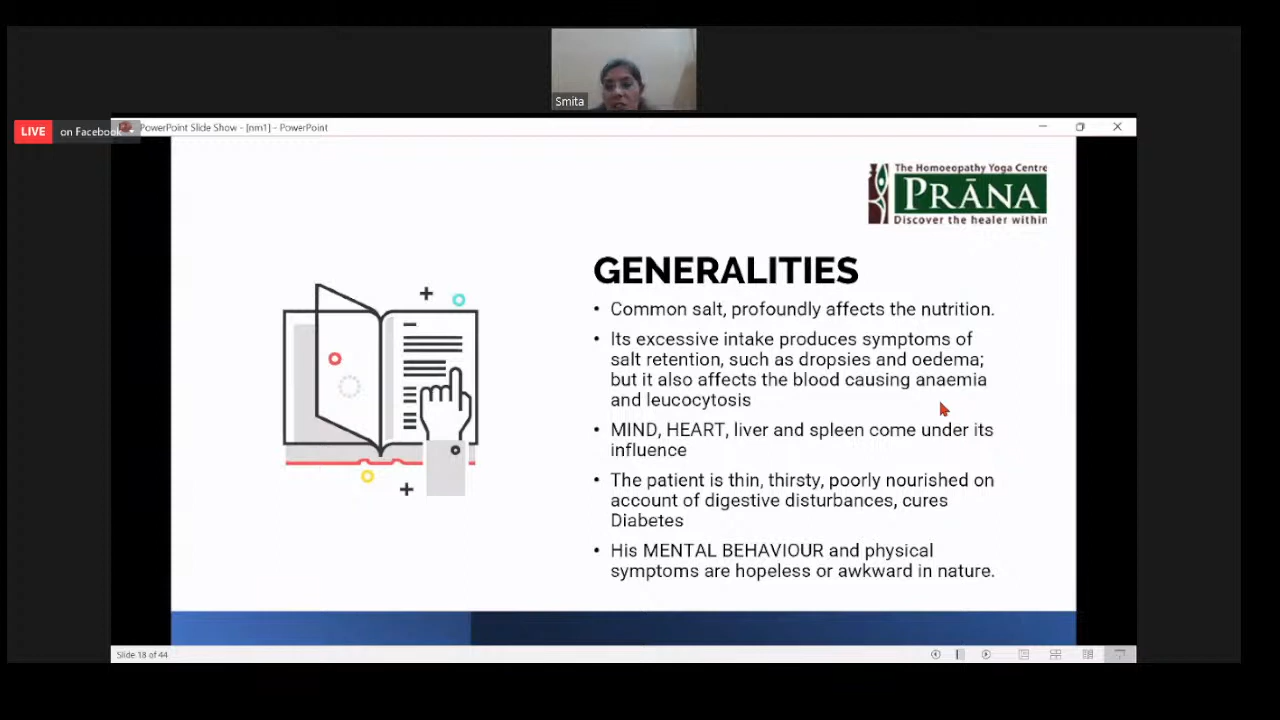 Smita
LIVE on Facebook
PowerPoint Slide Show - [nm1] - PowerPoint
The Homoeopathy Yoga Centre
PRĀNA
Discover the healer within
GENERALITIES
• Common salt, profoundly affects the nutrition.
• Its excessive intake produces symptoms of
salt retention, such as dropsies and oedema;
but it also affects the blood causing anaemia
and leucocytosis
• MIND, HEART, liver and spleen come under its
influence
• The patient is thin, thirsty, poorly nourished on
account of digestive disturbances, cures
Diabetes
• His MENTAL BEHAVIOUR and physical
symptoms are hopeless or awkward in nature.
Slide 18 of 44